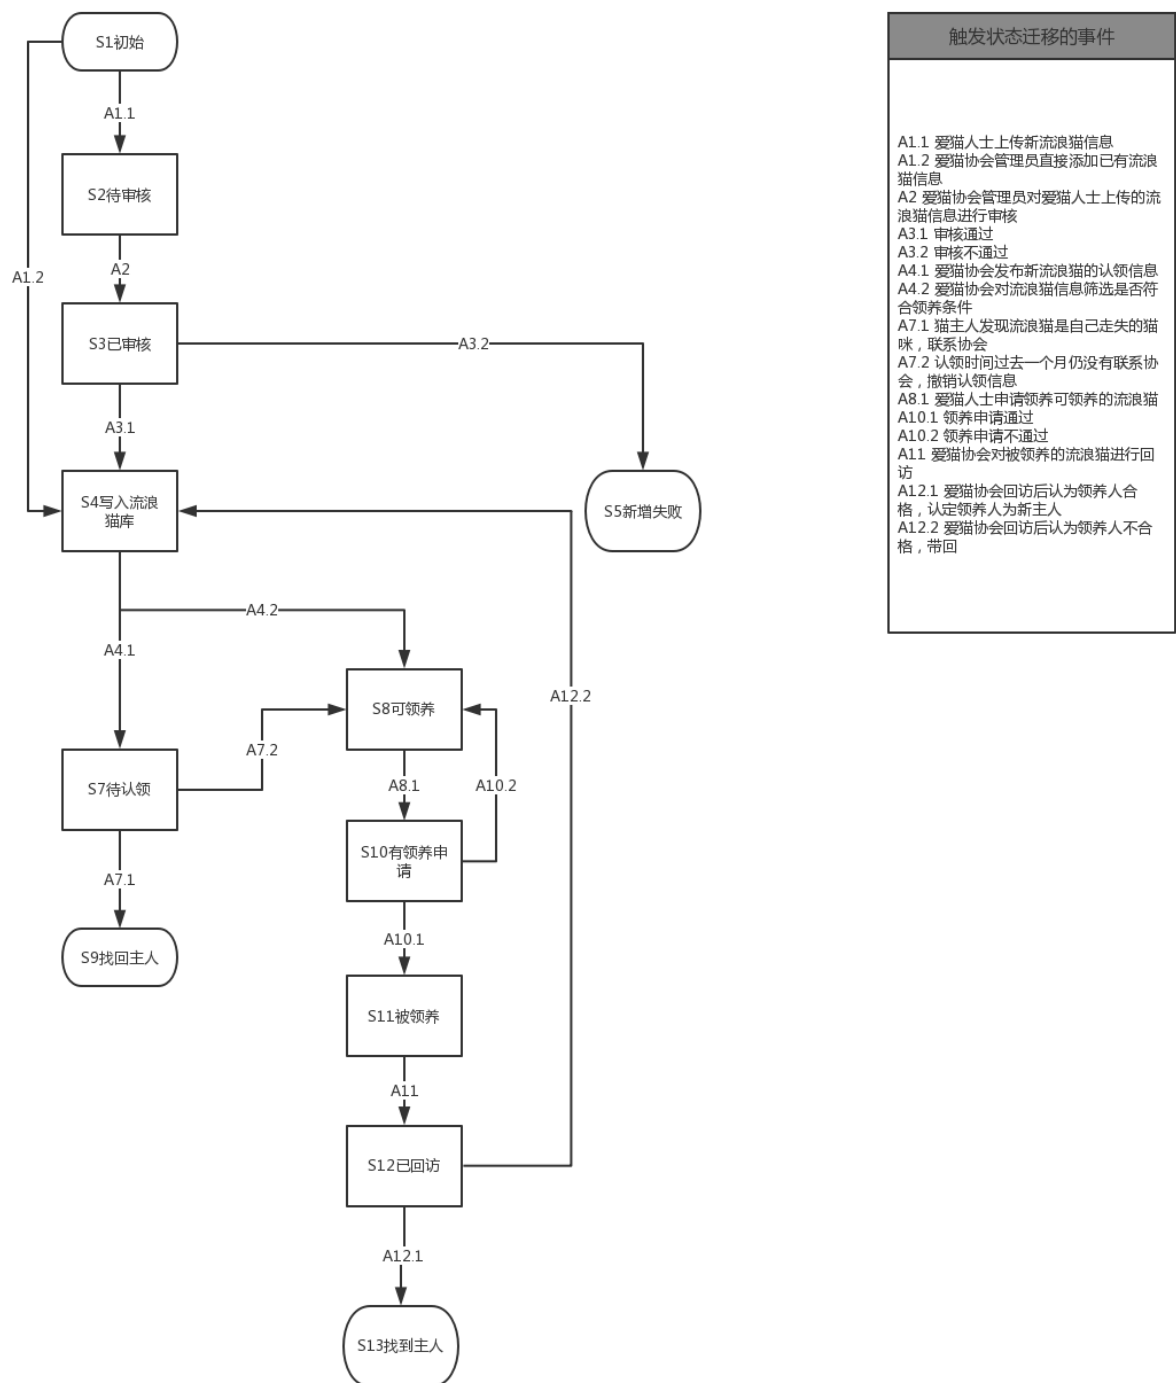 S1初始
A1.1
S2待审核
A1.2
A2
S3已审核
A3.2
A3.1
S4写入流浪
猫库
S5新增失败
A4.2
A4.1
A12.2
S8可领养
A7.2
S7待认领
A8.1
A10.2
S10有领养申
请
A7.1
A10.1
S9找回主人
S11被领养
A11
S12已回访
A12.1
S13找到主人
触发状态迁移的事件
A1.1 爱猫人士上传新流浪猫信息
A1.2 爱猫协会管理员直接添加已有流浪
猫信息
A2 爱猫协会管理员对爱猫人士上传的流
浪猫信息进行审核
A3.1 审核通过
A3.2 审核不通过
A4.1 爱猫协会发布新流浪猫的认领信息
A4.2 爱猫协会对流浪猫信息筛选是否符
合领养条件
A7.1 猫主人发现流浪猫是自己走失的猫
咪，联系协会
A7.2 认领时间过去一个月仍没有联系协
会，撤销认领信息
A8.1 爱猫人士申请领养可领养的流浪猫
A10.1 领养申请通过
A10.2 领养申请不通过
A11 爱猫协会对被领养的流浪猫进行回
访
A12.1 爱猫协会回访后认为领养人合
格，认定领养人为新主人
A12.2 爱猫协会回访后认为领养人不合
格，带回